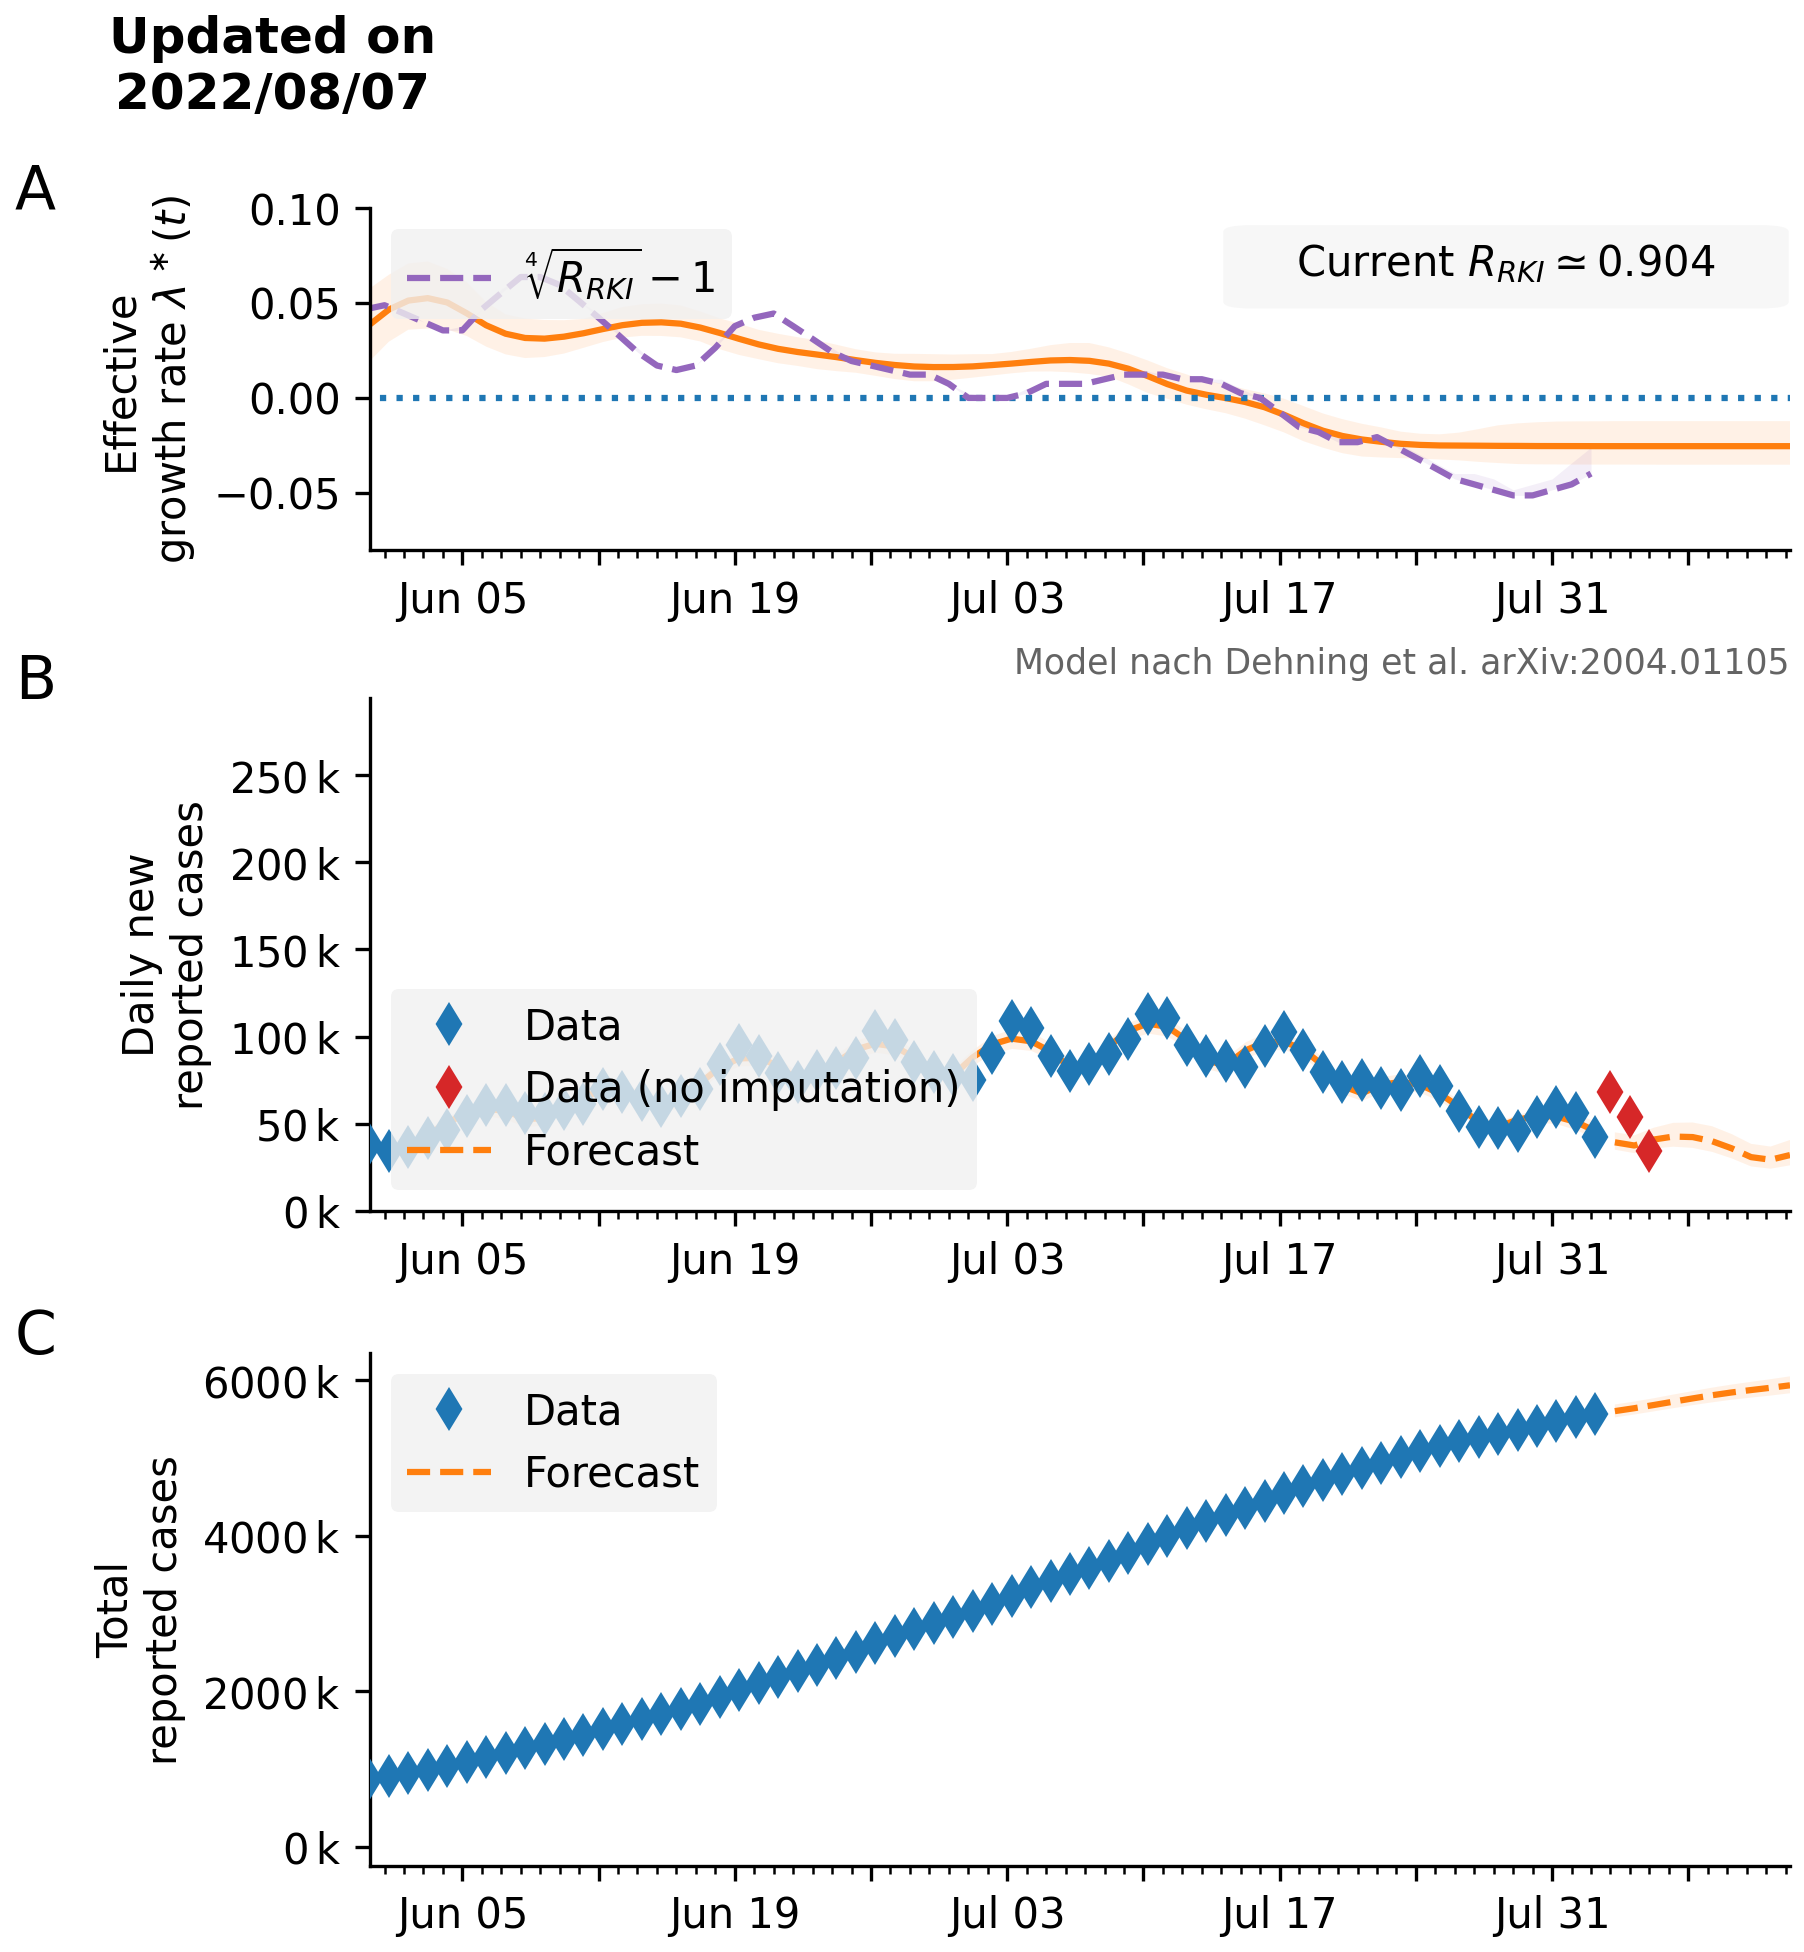 Updated on
2022/08/07
A
Effective
growth rate λ * (t)
0.10
0.05
0.00
−0.05
∜R_RKI − 1
Current R_RKI ≃ 0.904
Jun 05 Jun 19 Jul 03 Jul 17 Jul 31
Model nach Dehning et al. arXiv:2004.01105
B
Daily new
reported cases
250 k
200 k
150 k
100 k
50 k
0 k
Data
Data (no imputation)
Forecast
Jun 05 Jun 19 Jul 03 Jul 17 Jul 31
C
Total
reported cases
6000 k
4000 k
2000 k
0 k
Data
Forecast
Jun 05 Jun 19 Jul 03 Jul 17 Jul 31